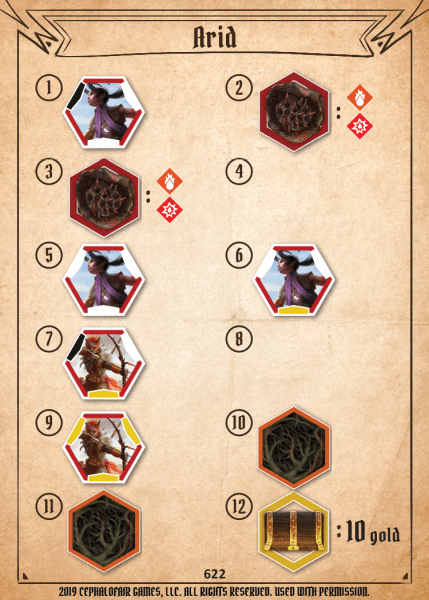 Arid
1 2 :
3 :
4
5 6
7 8
9 10
11 12 :10 gold
622
2019 CEPHALOFAIR GAMES, LLC. ALL RIGHTS RESERVED. USED WITH PERMISSION.